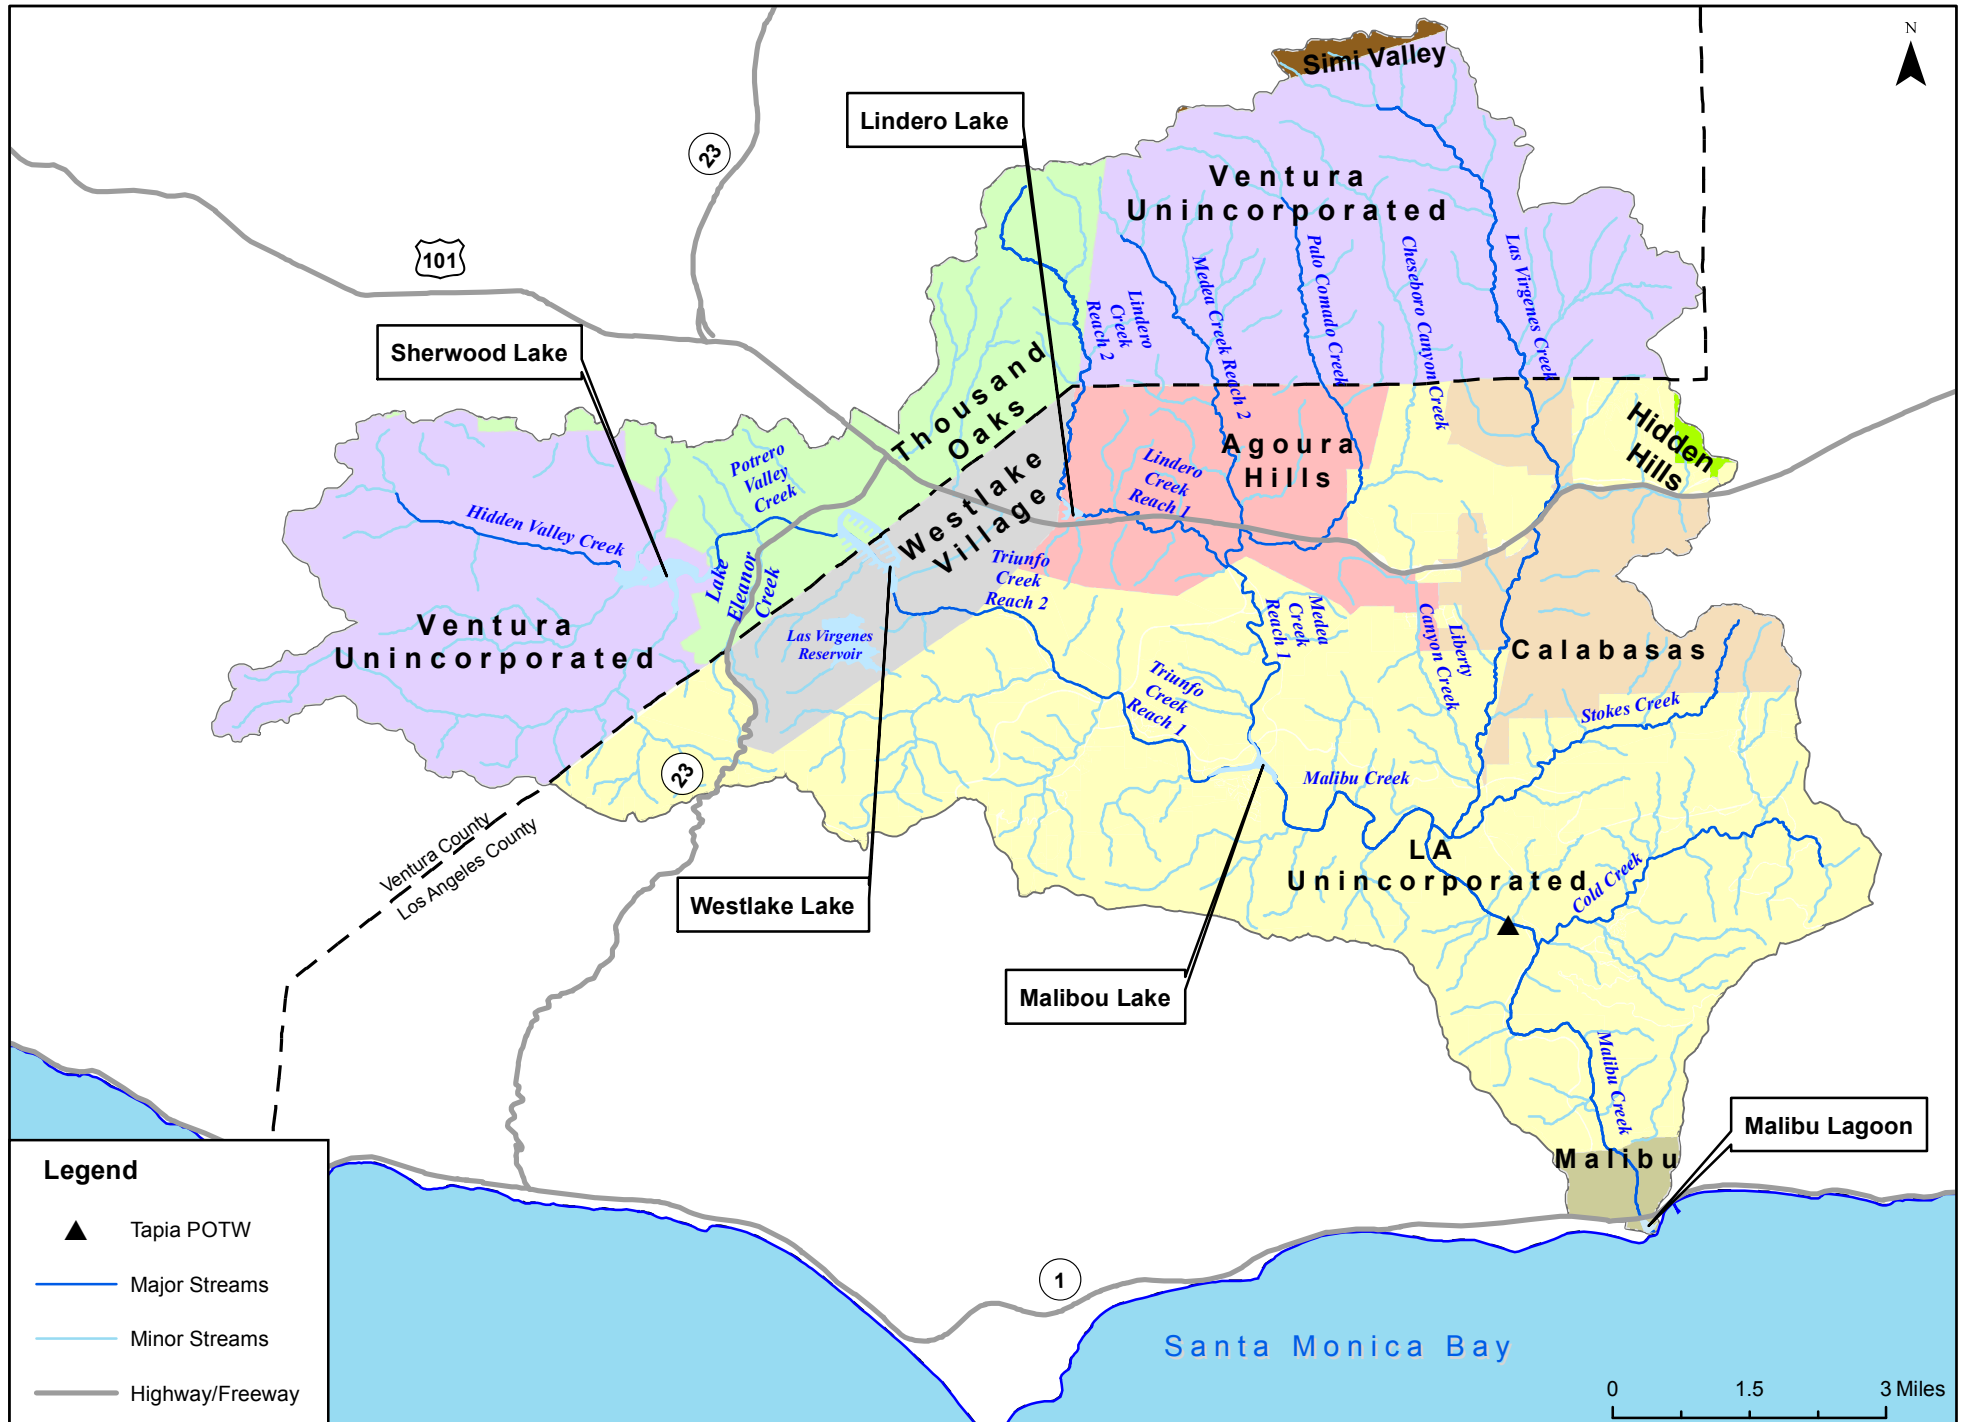 N
Simi Valley
Lindero Lake
23
Ventura
Unincorporated
101
Lindero
Creek
Reach 2
Medea Creek Reach 2
Palo Comado Creek
Cheseboro Canyon Creek
Las Virgenes Creek
Sherwood Lake
Thousand
Oaks
Hidden
Hills
Agoura
Hills
Potrero
Valley
Creek
Lindero
Creek
Reach 1
Westlake
Village
Hidden Valley Creek
Lake
Eleanor
Creek
Triunfo
Creek
Reach 2
Ventura
Unincorporated
Las Virgenes
Reservoir
Medea
Creek
Reach 1
Liberty
Canyon Creek
Calabasas
Triunfo
Creek
Reach 1
Stokes Creek
23
Malibu Creek
Ventura County
Los Angeles County
LA
Unincorporated
Cold Creek
Westlake Lake
Malibou Lake
Malibu Creek
Malibu Lagoon
Malibu
Legend
Tapia POTW
Major Streams
Minor Streams
Highway/Freeway
1
Santa Monica Bay
0 1.5 3 Miles